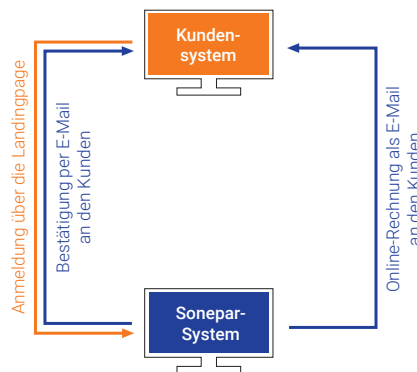 Kunden-
system
Anmeldung über die Landingpage
Bestätigung per E-Mail
an den Kunden
Online-Rechnung als E-Mail
an den Kunden
Sonepar-
System